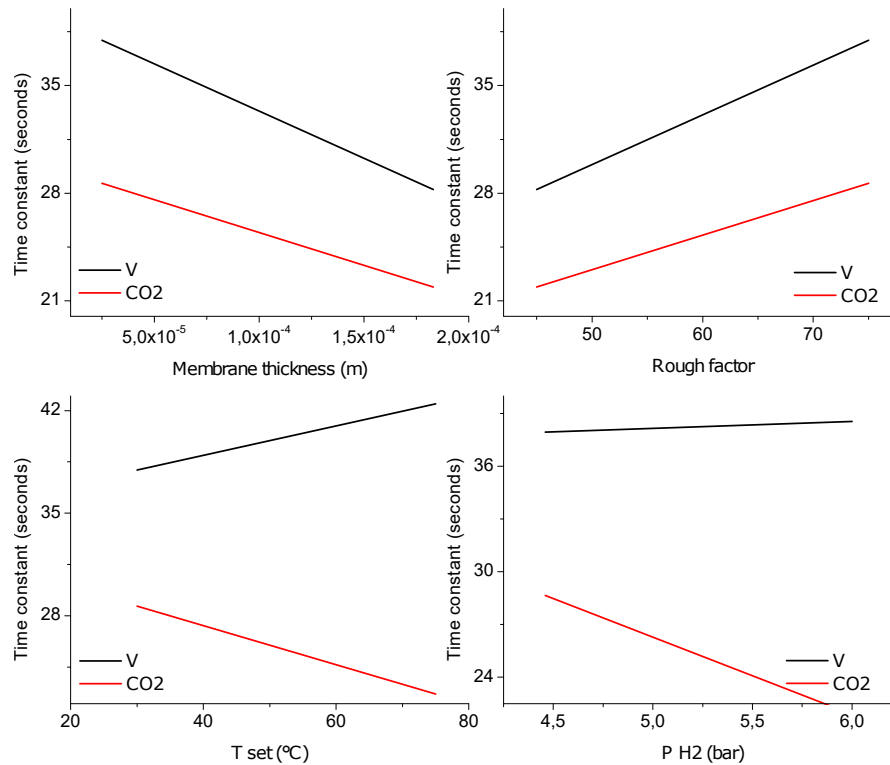 Time constant (seconds)
35
28
21
V
CO2
5,0x10⁻⁵ 1,0x10⁻⁴ 1,5x10⁻⁴ 2,0x10⁻⁴
Membrane thickness (m)
Time constant (seconds)
35
28
21
V
CO2
50 60 70
Rough factor
Time constant (seconds)
42
35
28
V
CO2
20 40 60 80
T set (ºC)
Time constant (seconds)
36
30
24
V
CO2
4,5 5,0 5,5 6,0
P H2 (bar)